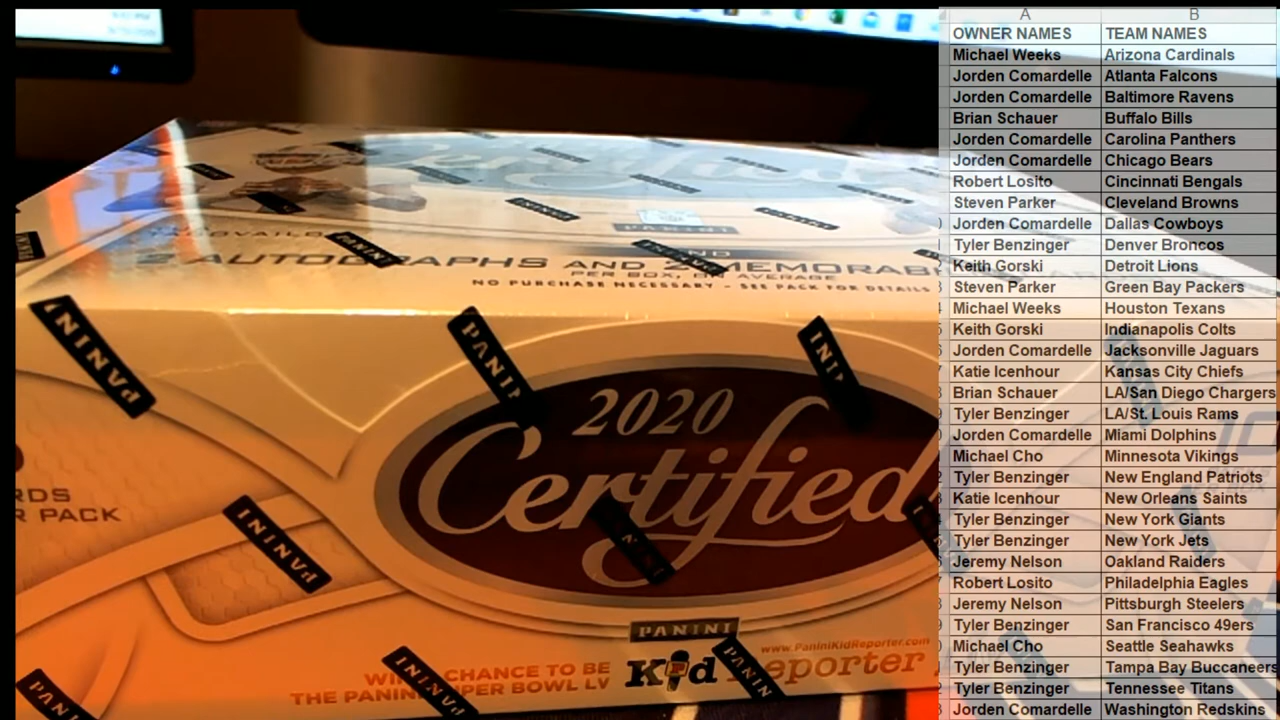 A B
OWNER NAMES TEAM NAMES
Michael Weeks Arizona Cardinals
Jorden Comardelle Atlanta Falcons
Jorden Comardelle Baltimore Ravens
Brian Schauer Buffalo Bills
Jorden Comardelle Carolina Panthers
Jorden Comardelle Chicago Bears
Robert Losito Cincinnati Bengals
Steven Parker Cleveland Browns
Jorden Comardelle Dallas Cowboys
Tyler Benzinger Denver Broncos
Keith Gorski Detroit Lions
Steven Parker Green Bay Packers
Michael Weeks Houston Texans
Keith Gorski Indianapolis Colts
Jorden Comardelle Jacksonville Jaguars
Katie Icenhour Kansas City Chiefs
Brian Schauer LA/San Diego Chargers
Tyler Benzinger LA/St. Louis Rams
Jorden Comardelle Miami Dolphins
Michael Cho Minnesota Vikings
Tyler Benzinger New England Patriots
Katie Icenhour New Orleans Saints
Tyler Benzinger New York Giants
Tyler Benzinger New York Jets
Jeremy Nelson Oakland Raiders
Robert Losito Philadelphia Eagles
Jeremy Nelson Pittsburgh Steelers
Tyler Benzinger San Francisco 49ers
Michael Cho Seattle Seahawks
Tyler Benzinger Tampa Bay Buccaneers
Tyler Benzinger Tennessee Titans
Jorden Comardelle Washington Redskins
2 AUTOGRAPHS AND 2 MEMORAB
PER BOX, ON AVERAGE
NO PURCHASE NECESSARY - SEE PACK FOR DETAILS
PANINI
PANINI
PANINI
2020
Certified
RDS
R PACK
PANINI
PANINI
www.PaniniKidReporter.com
CHANCE TO BE
THE PANINI SUPER BOWL LV
Kid Reporter
PANINI
PANINI